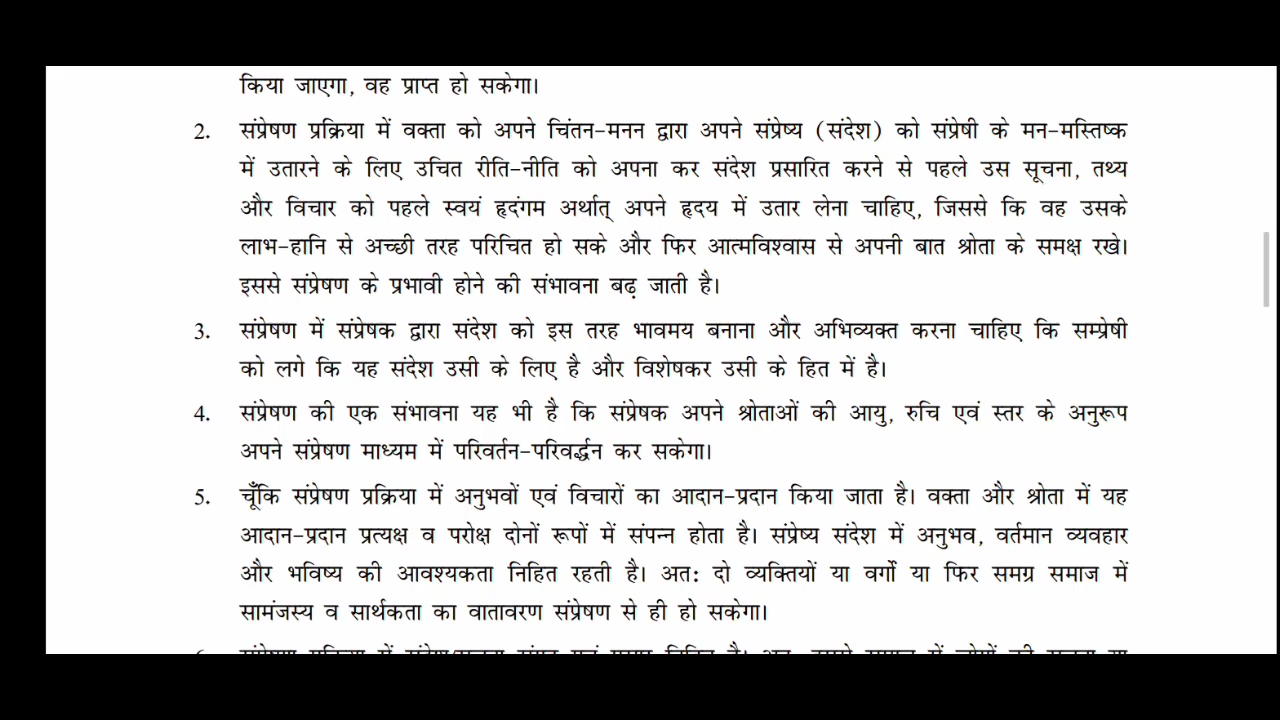 किया जाएगा, वह प्राप्त हो सकेगा।
2. संप्रेषण प्रक्रिया में वक्ता को अपने चिंतन-मनन द्वारा अपने संप्रेष्य (संदेश) को संप्रेषी के मन-मस्तिष्क
में उतारने के लिए उचित रीति-नीति को अपना कर संदेश प्रसारित करने से पहले उस सूचना, तथ्य
और विचार को पहले स्वयं हृदंगम अर्थात् अपने हृदय में उतार लेना चाहिए, जिससे कि वह उसके
लाभ-हानि से अच्छी तरह परिचित हो सके और फिर आत्मविश्वास से अपनी बात श्रोता के समक्ष रखे।
इससे संप्रेषण के प्रभावी होने की संभावना बढ़ जाती है।
3. संप्रेषण में संप्रेषक द्वारा संदेश को इस तरह भावमय बनाना और अभिव्यक्त करना चाहिए कि सम्प्रेषी
को लगे कि यह संदेश उसी के लिए है और विशेषकर उसी के हित में है।
4. संप्रेषण की एक संभावना यह भी है कि संप्रेषक अपने श्रोताओं की आयु, रुचि एवं स्तर के अनुरूप
अपने संप्रेषण माध्यम में परिवर्तन-परिवर्द्धन कर सकेगा।
5. चूँकि संप्रेषण प्रक्रिया में अनुभवों एवं विचारों का आदान-प्रदान किया जाता है। वक्ता और श्रोता में यह
आदान-प्रदान प्रत्यक्ष व परोक्ष दोनों रूपों में संपन्न होता है। संप्रेष्य संदेश में अनुभव, वर्तमान व्यवहार
और भविष्य की आवश्यकता निहित रहती है। अत: दो व्यक्तियों या वर्गों या फिर समग्र समाज में
सामंजस्य व सार्थकता का वातावरण संप्रेषण से ही हो सकेगा।